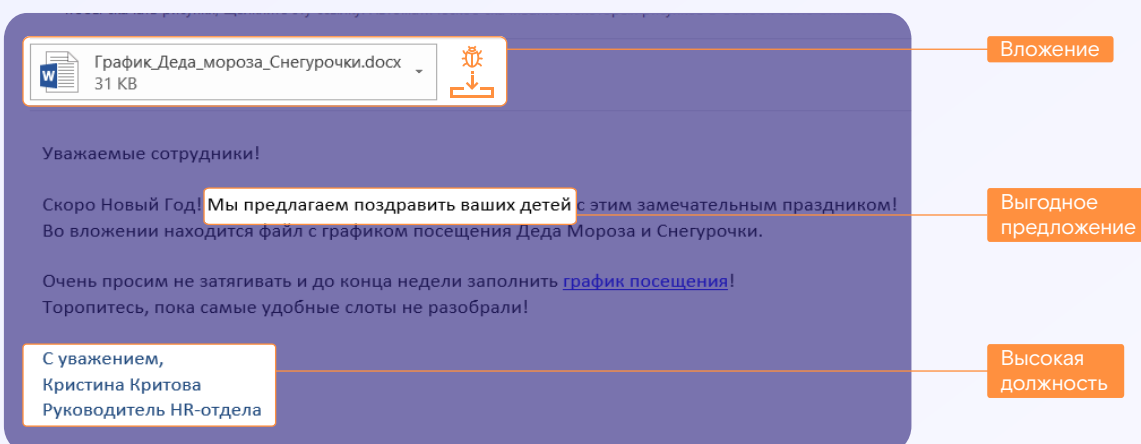 График_Деда_мороза_Снегурочки.docx
31 KB
Вложение
Уважаемые сотрудники!
Скоро Новый Год! Мы предлагаем поздравить ваших детей с этим замечательным праздником!
Во вложении находится файл с графиком посещения Деда Мороза и Снегурочки.
Выгодное
предложение
Очень просим не затягивать и до конца недели заполнить график посещения!
Торопитесь, пока самые удобные слоты не разобрали!
С уважением,
Кристина Критова
Руководитель HR-отдела
Высокая
должность